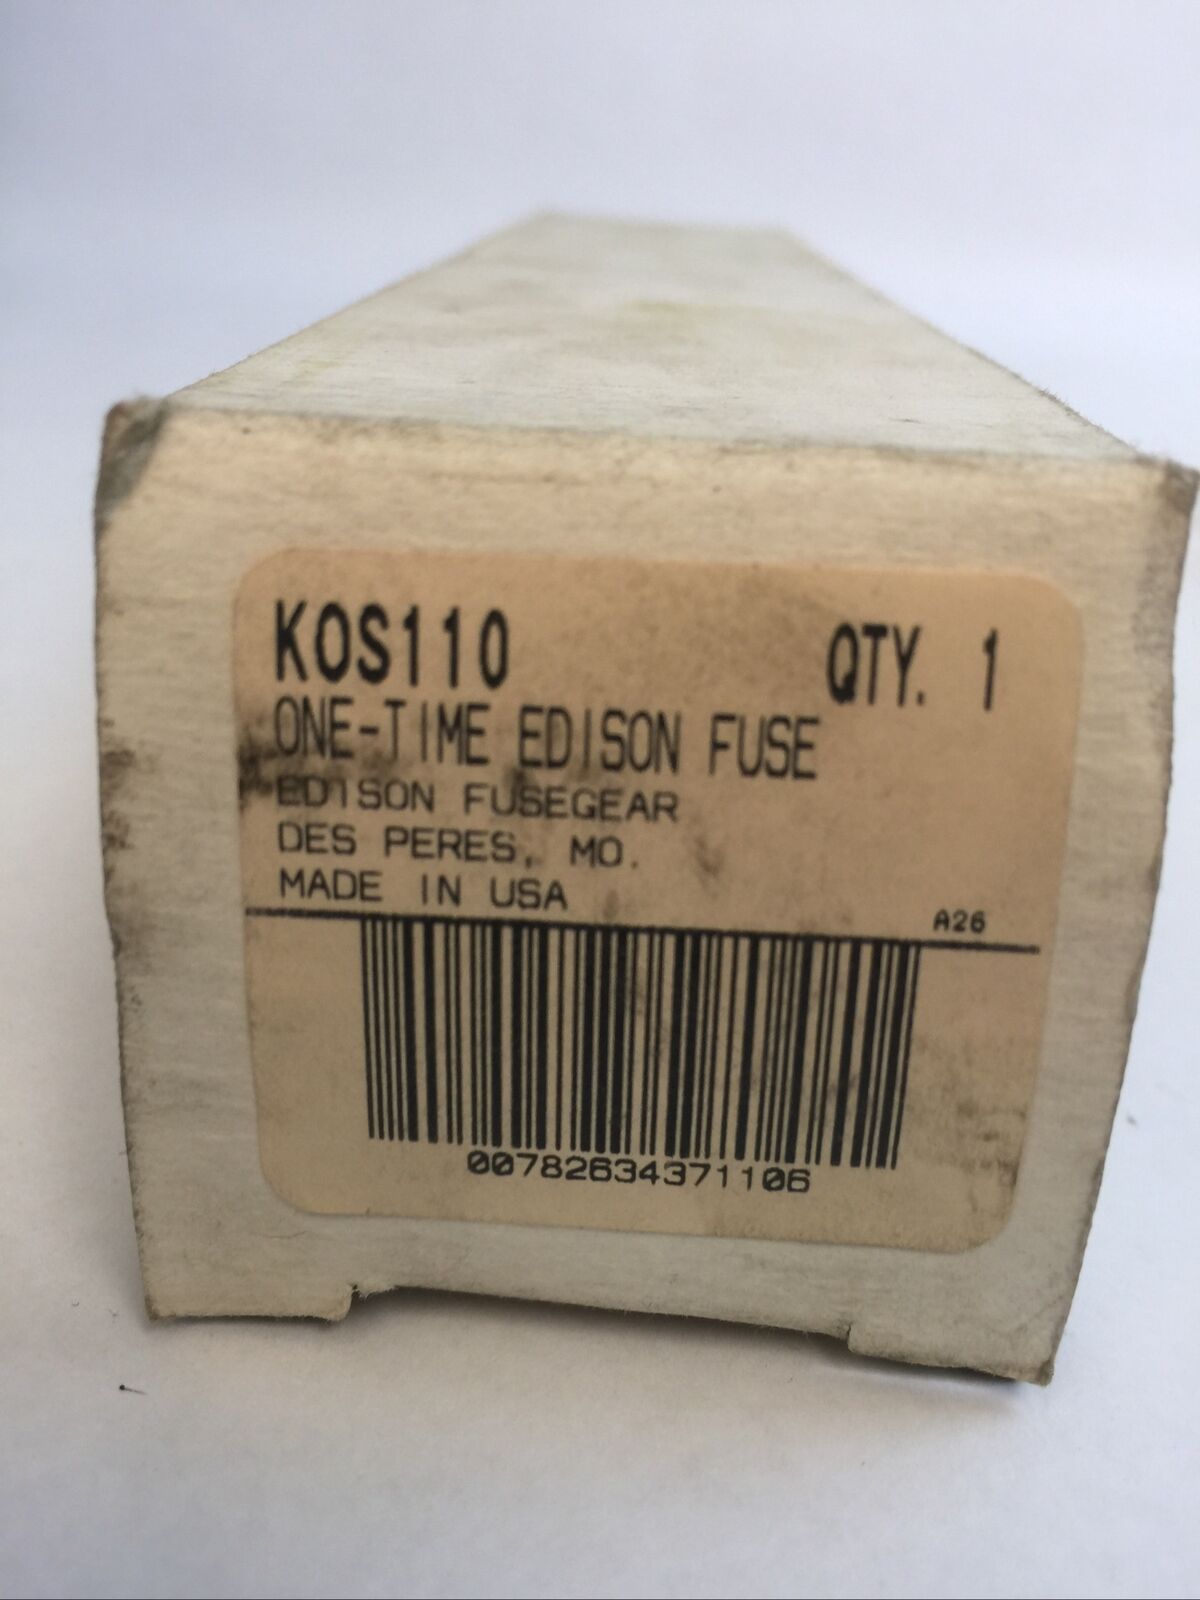 KOS110 QTY. 1
ONE-TIME EDISON FUSE
EDISON FUSEGEAR
DES PERES, MO.
MADE IN USA
A26
00782634371106